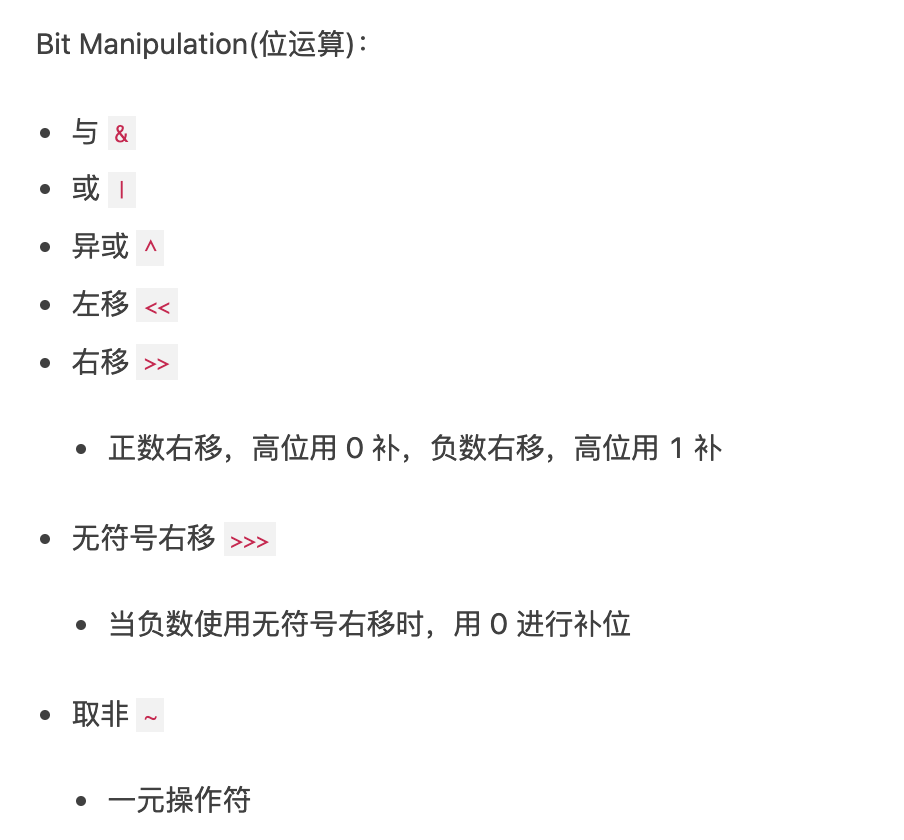 Bit Manipulation(位运算)：
与 &
或 |
异或 ^
左移 <<
右移 >>
正数右移，高位用 0 补，负数右移，高位用 1 补
无符号右移 >>>
当负数使用无符号右移时，用 0 进行补位
取非 ~
一元操作符